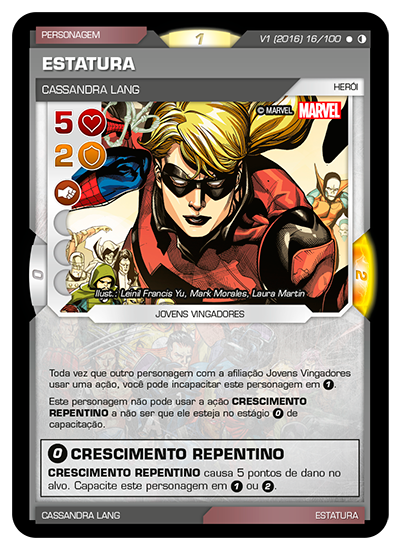 PERSONAGEM
1
V1 (2016) 16/100
ESTATURA
CASSANDRA LANG
HERÓI
5
© MARVEL MARVEL
2
0
2
Ilust.: Leinil Francis Yu, Mark Morales, Laura Martin
JOVENS VINGADORES
Toda vez que outro personagem com a afiliação Jovens Vingadores
usar uma ação, você pode incapacitar este personagem em 1.
Este personagem não pode usar a ação CRESCIMENTO
REPENTINO a não ser que ele esteja no estágio 0 de
capacitação.
0 CRESCIMENTO REPENTINO
CRESCIMENTO REPENTINO causa 5 pontos de dano no
alvo. Capacite este personagem em 1 ou 2.
CASSANDRA LANG
ESTATURA